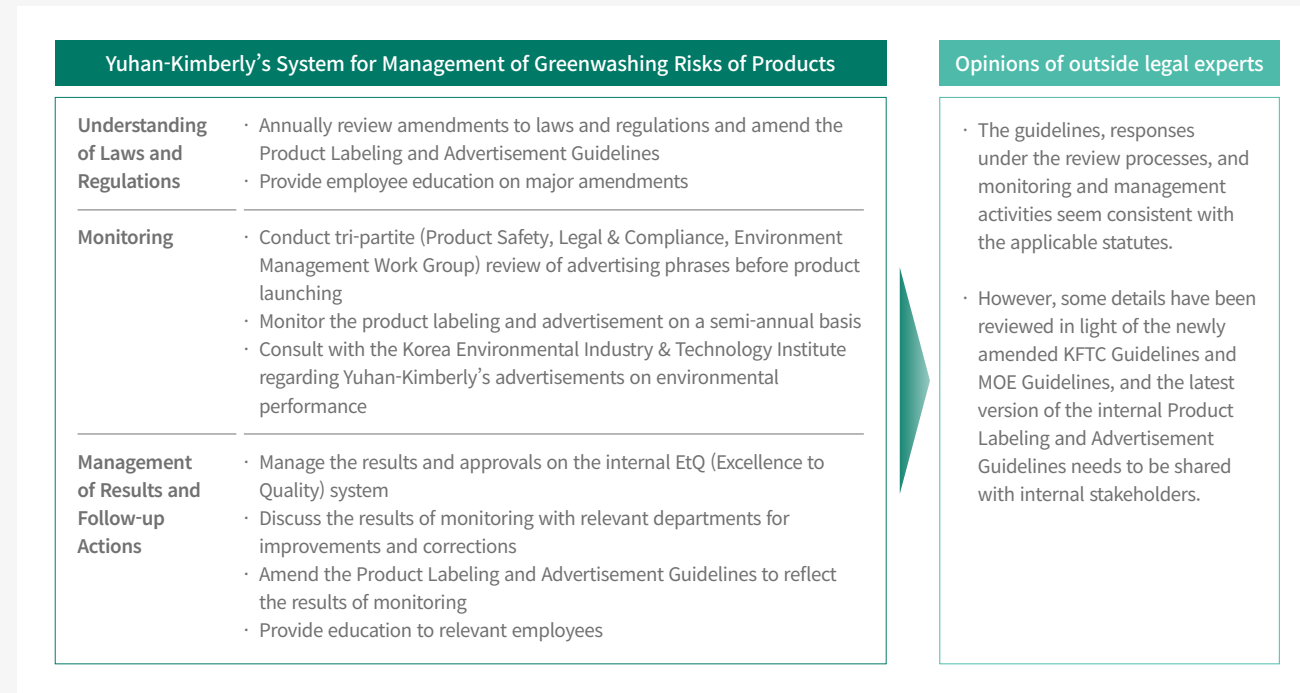 Yuhan-Kimberly's System for Management of Greenwashing Risks of Products
Understanding
of Laws and
Regulations
· Annually review amendments to laws and regulations and amend the
Product Labeling and Advertisement Guidelines
· Provide employee education on major amendments
Monitoring
· Conduct tri-partite (Product Safety, Legal & Compliance, Environment
Management Work Group) review of advertising phrases before product
launching
· Monitor the product labeling and advertisement on a semi-annual basis
· Consult with the Korea Environmental Industry & Technology Institute
regarding Yuhan-Kimberly's advertisements on environmental
performance
Management
of Results and
Follow-up
Actions
· Manage the results and approvals on the internal EtQ (Excellence to
Quality) system
· Discuss the results of monitoring with relevant departments for
improvements and corrections
· Amend the Product Labeling and Advertisement Guidelines to reflect
the results of monitoring
· Provide education to relevant employees
Opinions of outside legal experts
· The guidelines, responses
under the review processes, and
monitoring and management
activities seem consistent with
the applicable statutes.
· However, some details have been
reviewed in light of the newly
amended KFTC Guidelines and
MOE Guidelines, and the latest
version of the internal Product
Labeling and Advertisement
Guidelines needs to be shared
with internal stakeholders.